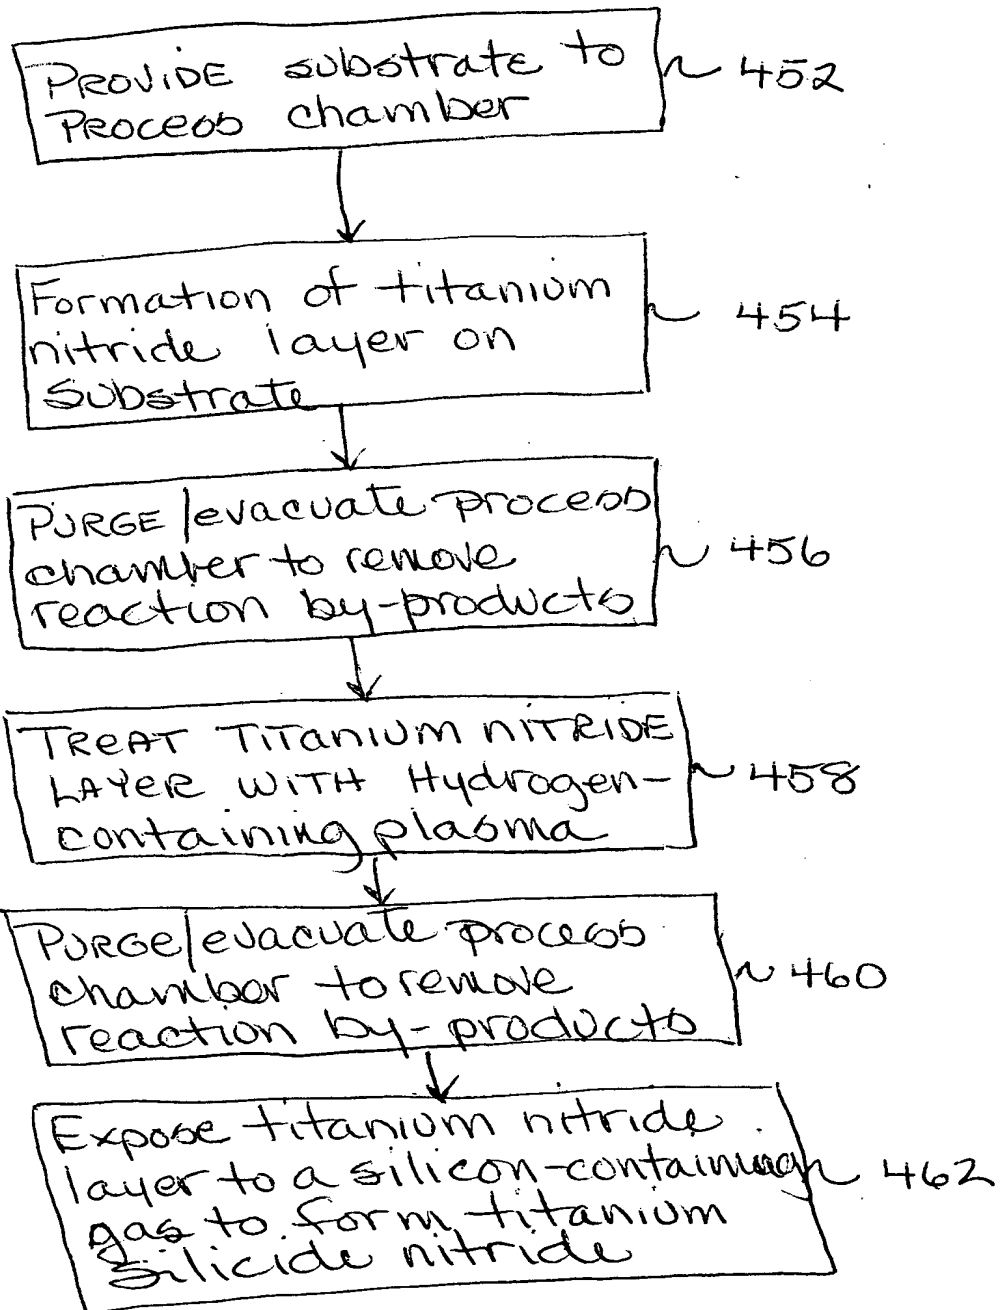 PROVIDE substrate to
PROCESS chamber
452
Formation of titanium
nitride layer on
Substrate
454
PURGE/evacuate process
chamber to remove
reaction by-products
456
TREAT TITanium nITRIDE
LAYER WITH Hydrogen-
containing plasma
458
PURGe/evacuate process
chamber to remove
reaction by-products
460
Expose titanium nitride
layer to a silicon-containing
gas to form titanium
silicide nitride
462